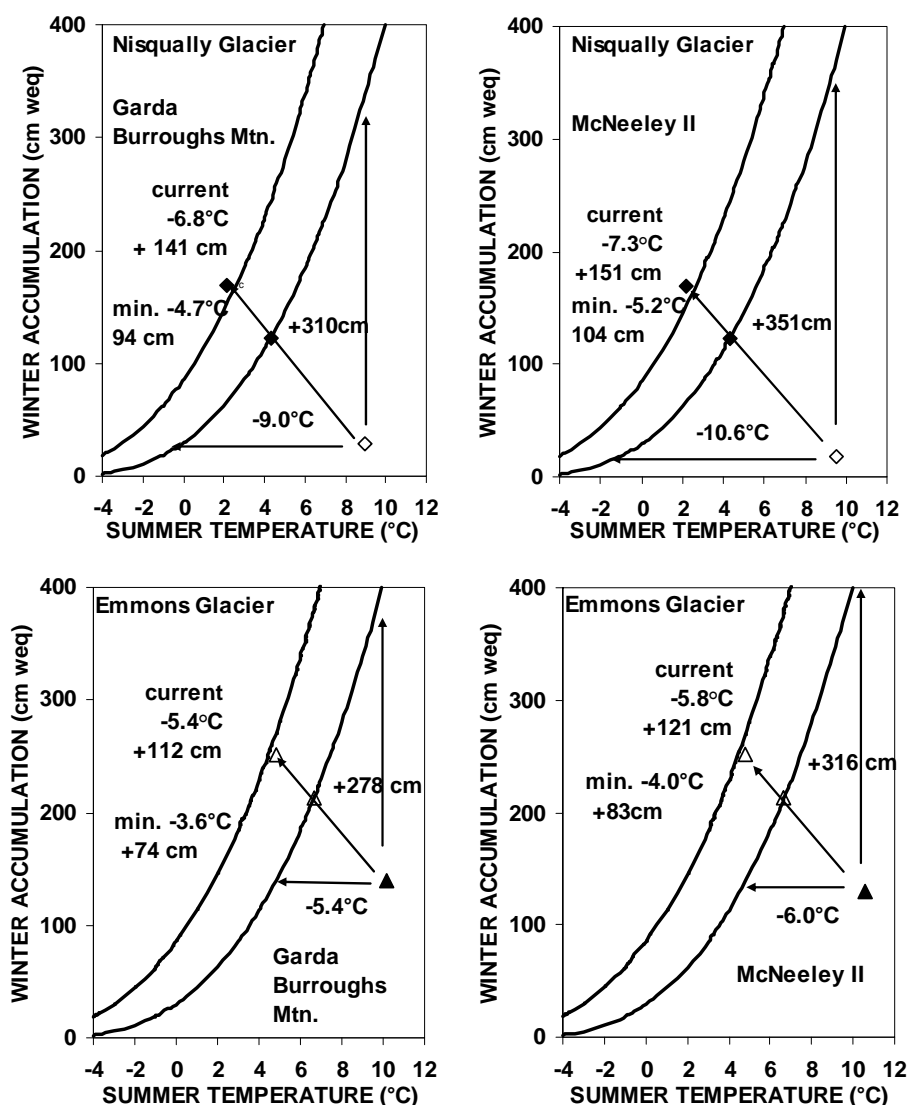 WINTER ACCUMULATION (cm weq)
400
300
200
100
0
Nisqually Glacier
Garda
Burroughs Mtn.
current
-6.8°C
+ 141 cm
min. -4.7°C
94 cm
c
+310cm
-9.0°C
-4 -2 0 2 4 6 8 10 12
SUMMER TEMPERATURE (°C)
WINTER ACCUMULATION (cm weq)
400
300
200
100
0
Nisqually Glacier
McNeeley II
current
-7.3°C
+151 cm
min. -5.2°C
104 cm
+351cm
-10.6°C
-4 -2 0 2 4 6 8 10 12
SUMMER TEMPERATURE (°C)
WINTER ACCUMULATION (cm weq)
400
300
200
100
0
Emmons Glacier
current
-5.4°C
+112 cm
+278 cm
min. -3.6°C
+74 cm
-5.4°C
Garda
Burroughs
Mtn.
-4 -2 0 2 4 6 8 10 12
SUMMER TEMPERATURE (°C)
WINTER ACCUMULATION (cm weq)
400
300
200
100
0
Emmons Glacier
current
-5.8°C
+121 cm
+316 cm
min. -4.0°C
+83cm
-6.0°C
McNeeley II
-4 -2 0 2 4 6 8 10 12
SUMMER TEMPERATURE (°C)